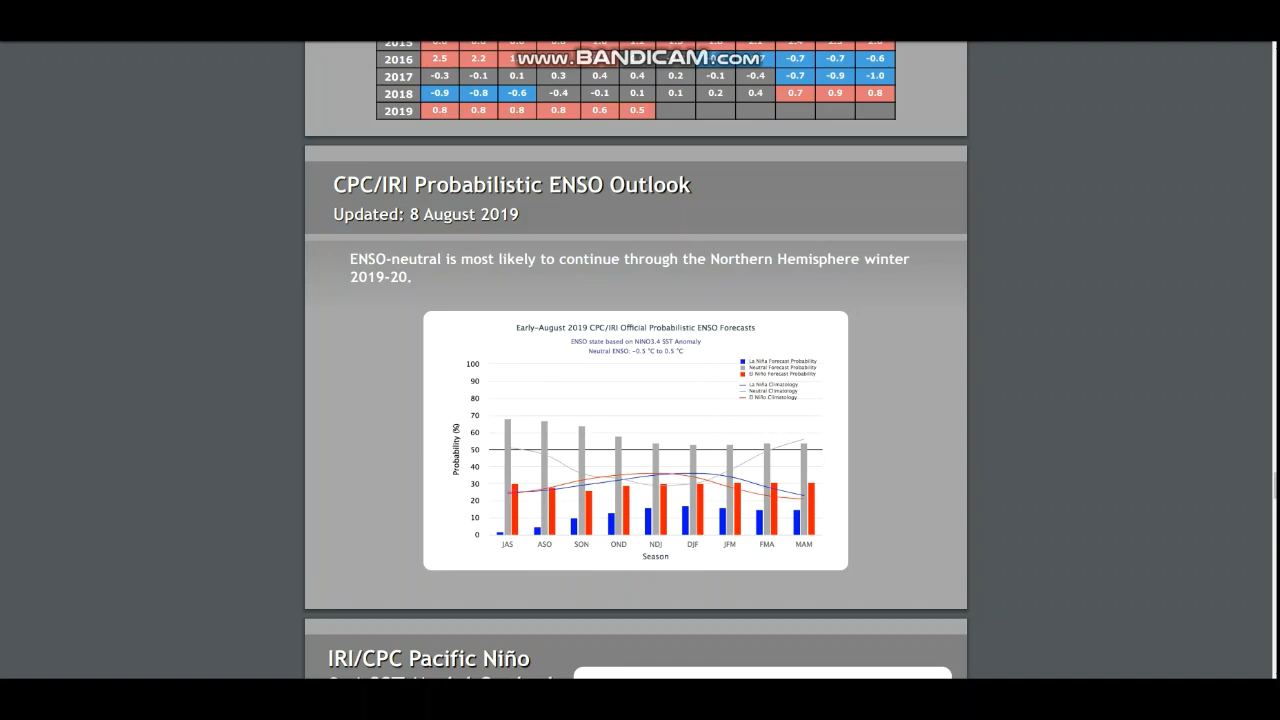 www.BANDICAM.com
2016 2.5 2.2 -0.7 -0.7 -0.6
2017 -0.3 -0.1 0.1 0.3 0.4 0.4 0.2 -0.1 -0.4 -0.7 -0.9 -1.0
2018 -0.9 -0.8 -0.6 -0.4 -0.1 0.1 0.1 0.2 0.4 0.7 0.9 0.8
2019 0.8 0.8 0.8 0.8 0.6 0.5
CPC/IRI Probabilistic ENSO Outlook
Updated: 8 August 2019
ENSO-neutral is most likely to continue through the Northern Hemisphere winter
2019-20.
Early-August 2019 CPC/IRI Official Probabilistic ENSO Forecasts
ENSO state based on NINO3.4 SST Anomaly
Neutral ENSO: -0.5 °C to 0.5 °C
La Niña Forecast Probability
Neutral Forecast Probability
El Niño Forecast Probability
La Niña Climatology
Neutral Climatology
El Niño Climatology
Probability (%)
100
90
80
70
60
50
40
30
20
10
0
JAS ASO SON OND NDJ DJF JFM FMA MAM
Season
IRI/CPC Pacific Niño